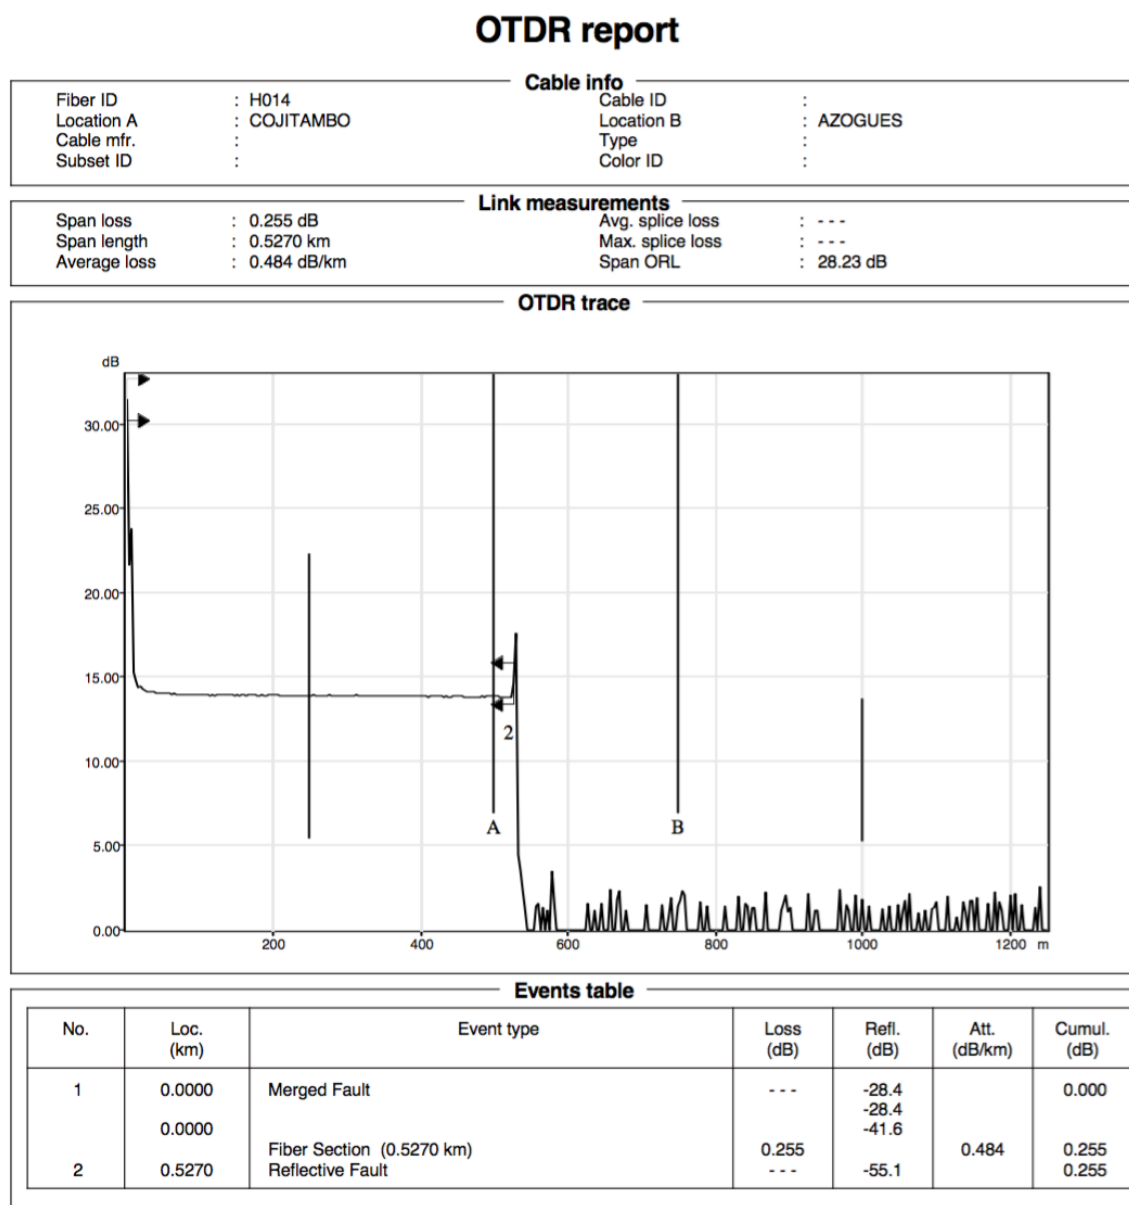 OTDR report
Cable info
Fiber ID : H014 Cable ID :
Location A : COJITAMBO Location B : AZOGUES
Cable mfr. : Type :
Subset ID : Color ID :
Link measurements
Span loss : 0.255 dB Avg. splice loss : - - -
Span length : 0.5270 km Max. splice loss : - - -
Average loss : 0.484 dB/km Span ORL : 28.23 dB
OTDR trace
dB
30.00
25.00
20.00
15.00
2
10.00
A B
5.00
0.00
200 400 600 800 1000 1200 m
Events table
No. Loc. Event type Loss Refl. Att. Cumul.
(km) (dB) (dB) (dB/km) (dB)
1 0.0000 Merged Fault - - - -28.4 0.000
-28.4
0.0000 -41.6
Fiber Section (0.5270 km) 0.255 0.484 0.255
2 0.5270 Reflective Fault - - - -55.1 0.255